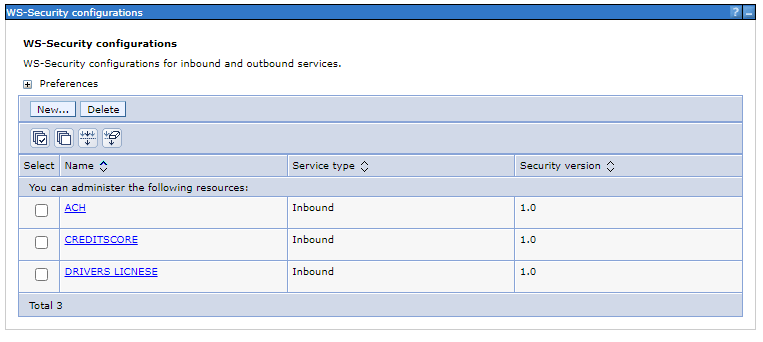 WS-Security configurations ? _
WS-Security configurations
WS-Security configurations for inbound and outbound services.
+ Preferences
New... Delete
Select Name Service type Security version
You can administer the following resources:
ACH Inbound 1.0
CREDITSCORE Inbound 1.0
DRIVERS LICNESE Inbound 1.0
Total 3